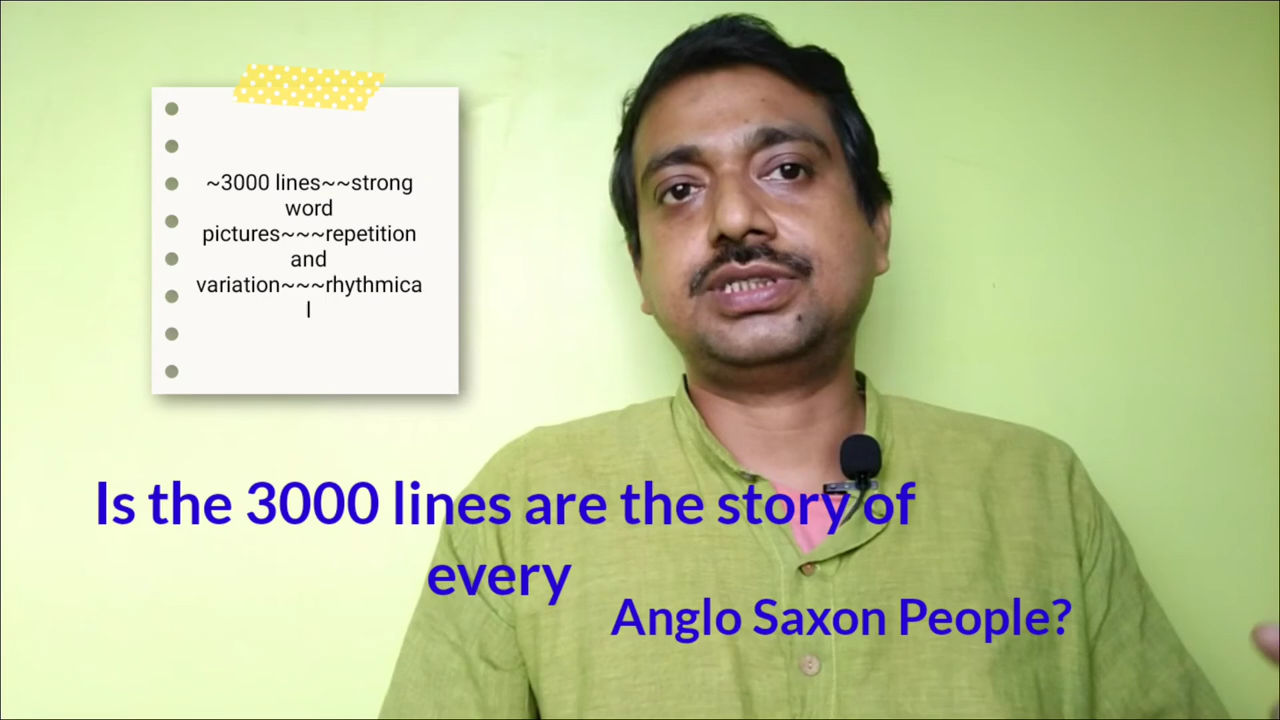 ~3000 lines~~strong
word
pictures~~~repetition
and
variation~~~rhythmica
l
Is the 3000 lines are the story of
every
Anglo Saxon People?